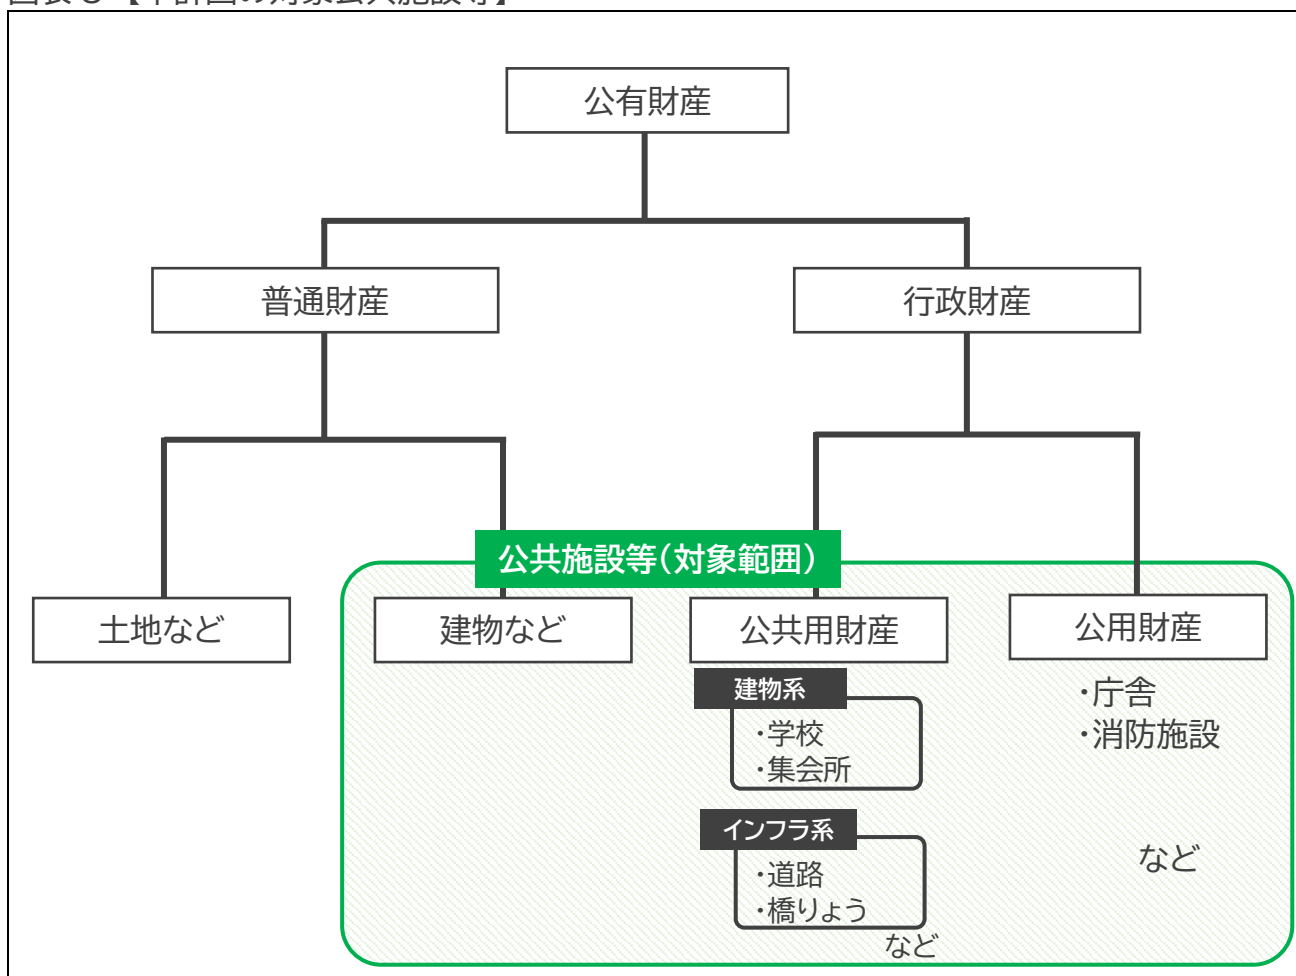 公有財産
普通財産
行政財産
公共施設等(対象範囲)
土地など
建物など
公共用財産
公用財産
建物系
・学校
・集会所
インフラ系
・道路
・橋りょう
など
・庁舎
・消防施設
など